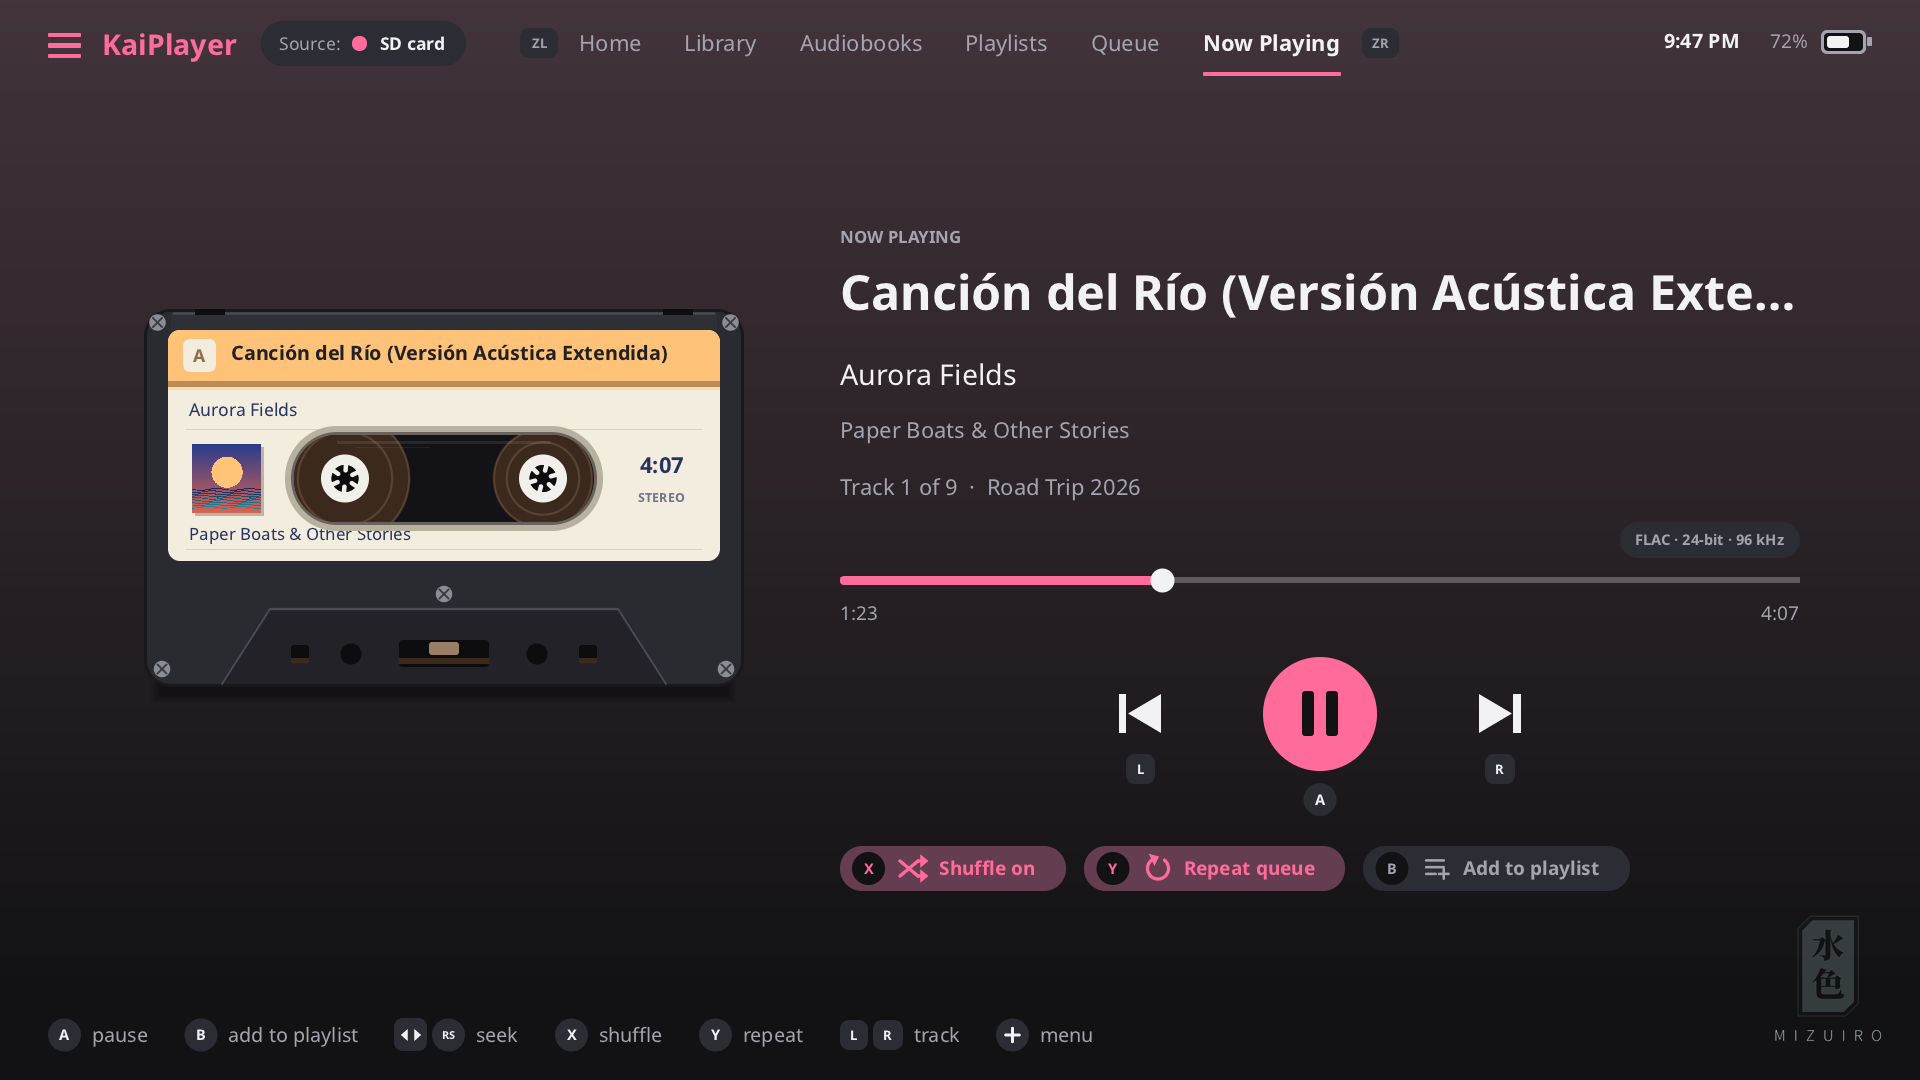 KaiPlayer
Source: SD card
ZL Home Library Audiobooks Playlists Queue Now Playing ZR
9:47 PM 72%
A Canción del Río (Versión Acústica Extendida)
Aurora Fields
4:07
STEREO
Paper Boats & Other Stories
NOW PLAYING
Canción del Río (Versión Acústica Exte...
Aurora Fields
Paper Boats & Other Stories
Track 1 of 9 · Road Trip 2026
FLAC · 24-bit · 96 kHz
1:23 4:07
L A R
X Shuffle on Y Repeat queue B Add to playlist
水色
MIZUIRO
A pause B add to playlist RS seek X shuffle Y repeat L R track menu